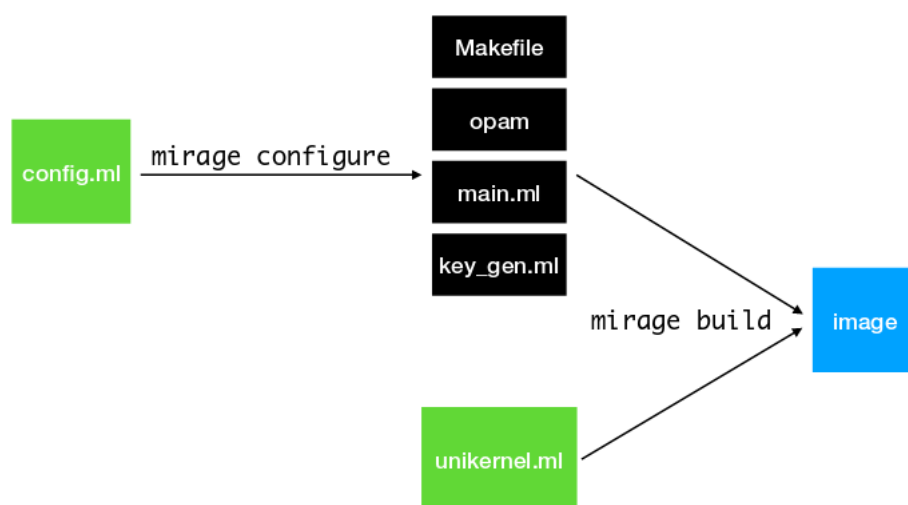 Makefile
opam
config.ml
mirage configure
main.ml
key_gen.ml
mirage build
image
unikernel.ml